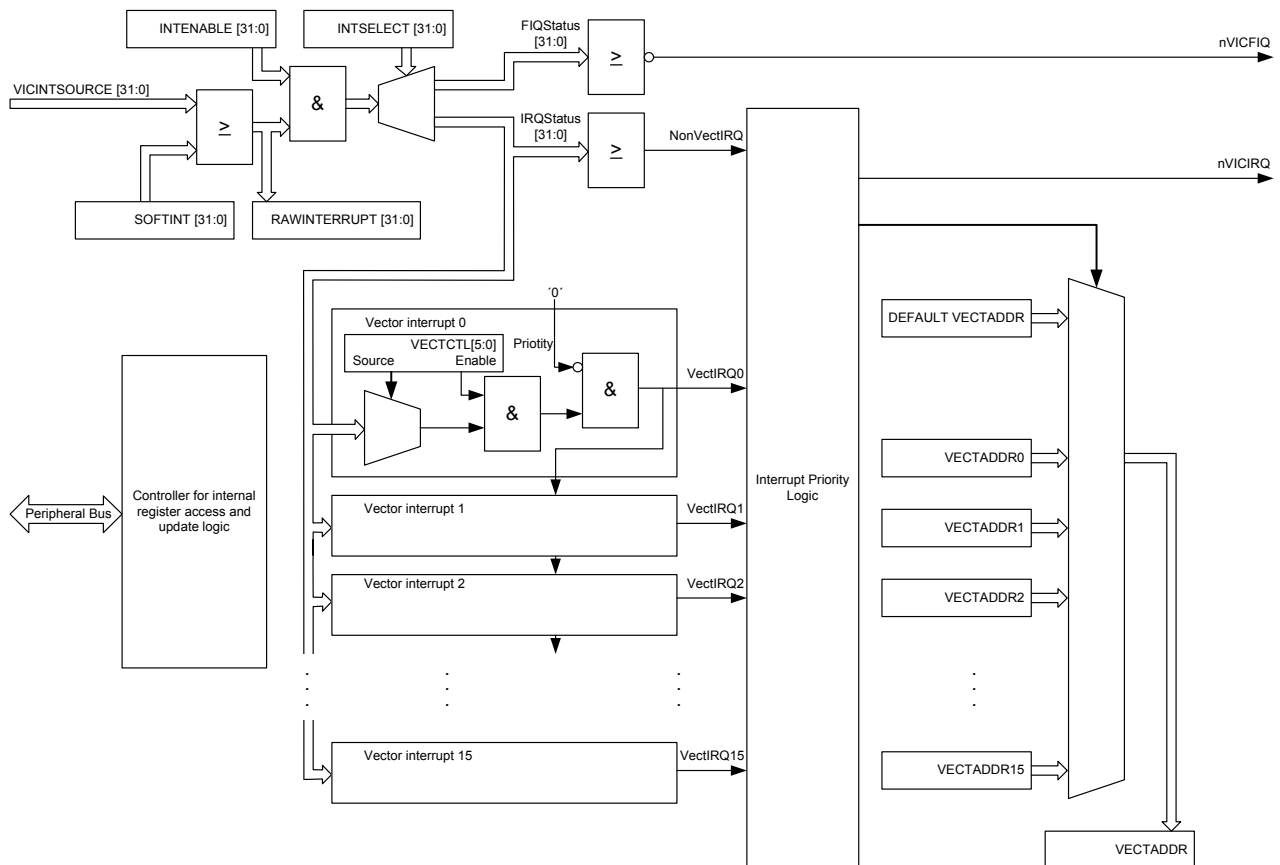 INTENABLE [31:0]
INTSELECT [31:0]
FIQStatus
[31:0]
≥
nVICFIQ
VICINTSOURCE [31:0]
≥
&
IRQStatus
[31:0]
≥
NonVectIRQ
nVICIRQ
SOFTINT [31:0]
RAWINTERRUPT [31:0]
´0´
Vector interrupt 0
VECTCTL[5:0]
Source
Enable
Priotity
&
&
VectIRQ0
DEFAULT VECTADDR
VECTADDR0
Peripheral Bus
Controller for internal
register access and
update logic
Interrupt Priority
Logic
Vector interrupt 1
VectIRQ1
VECTADDR1
Vector interrupt 2
VectIRQ2
VECTADDR2
Vector interrupt 15
VectIRQ15
VECTADDR15
VECTADDR